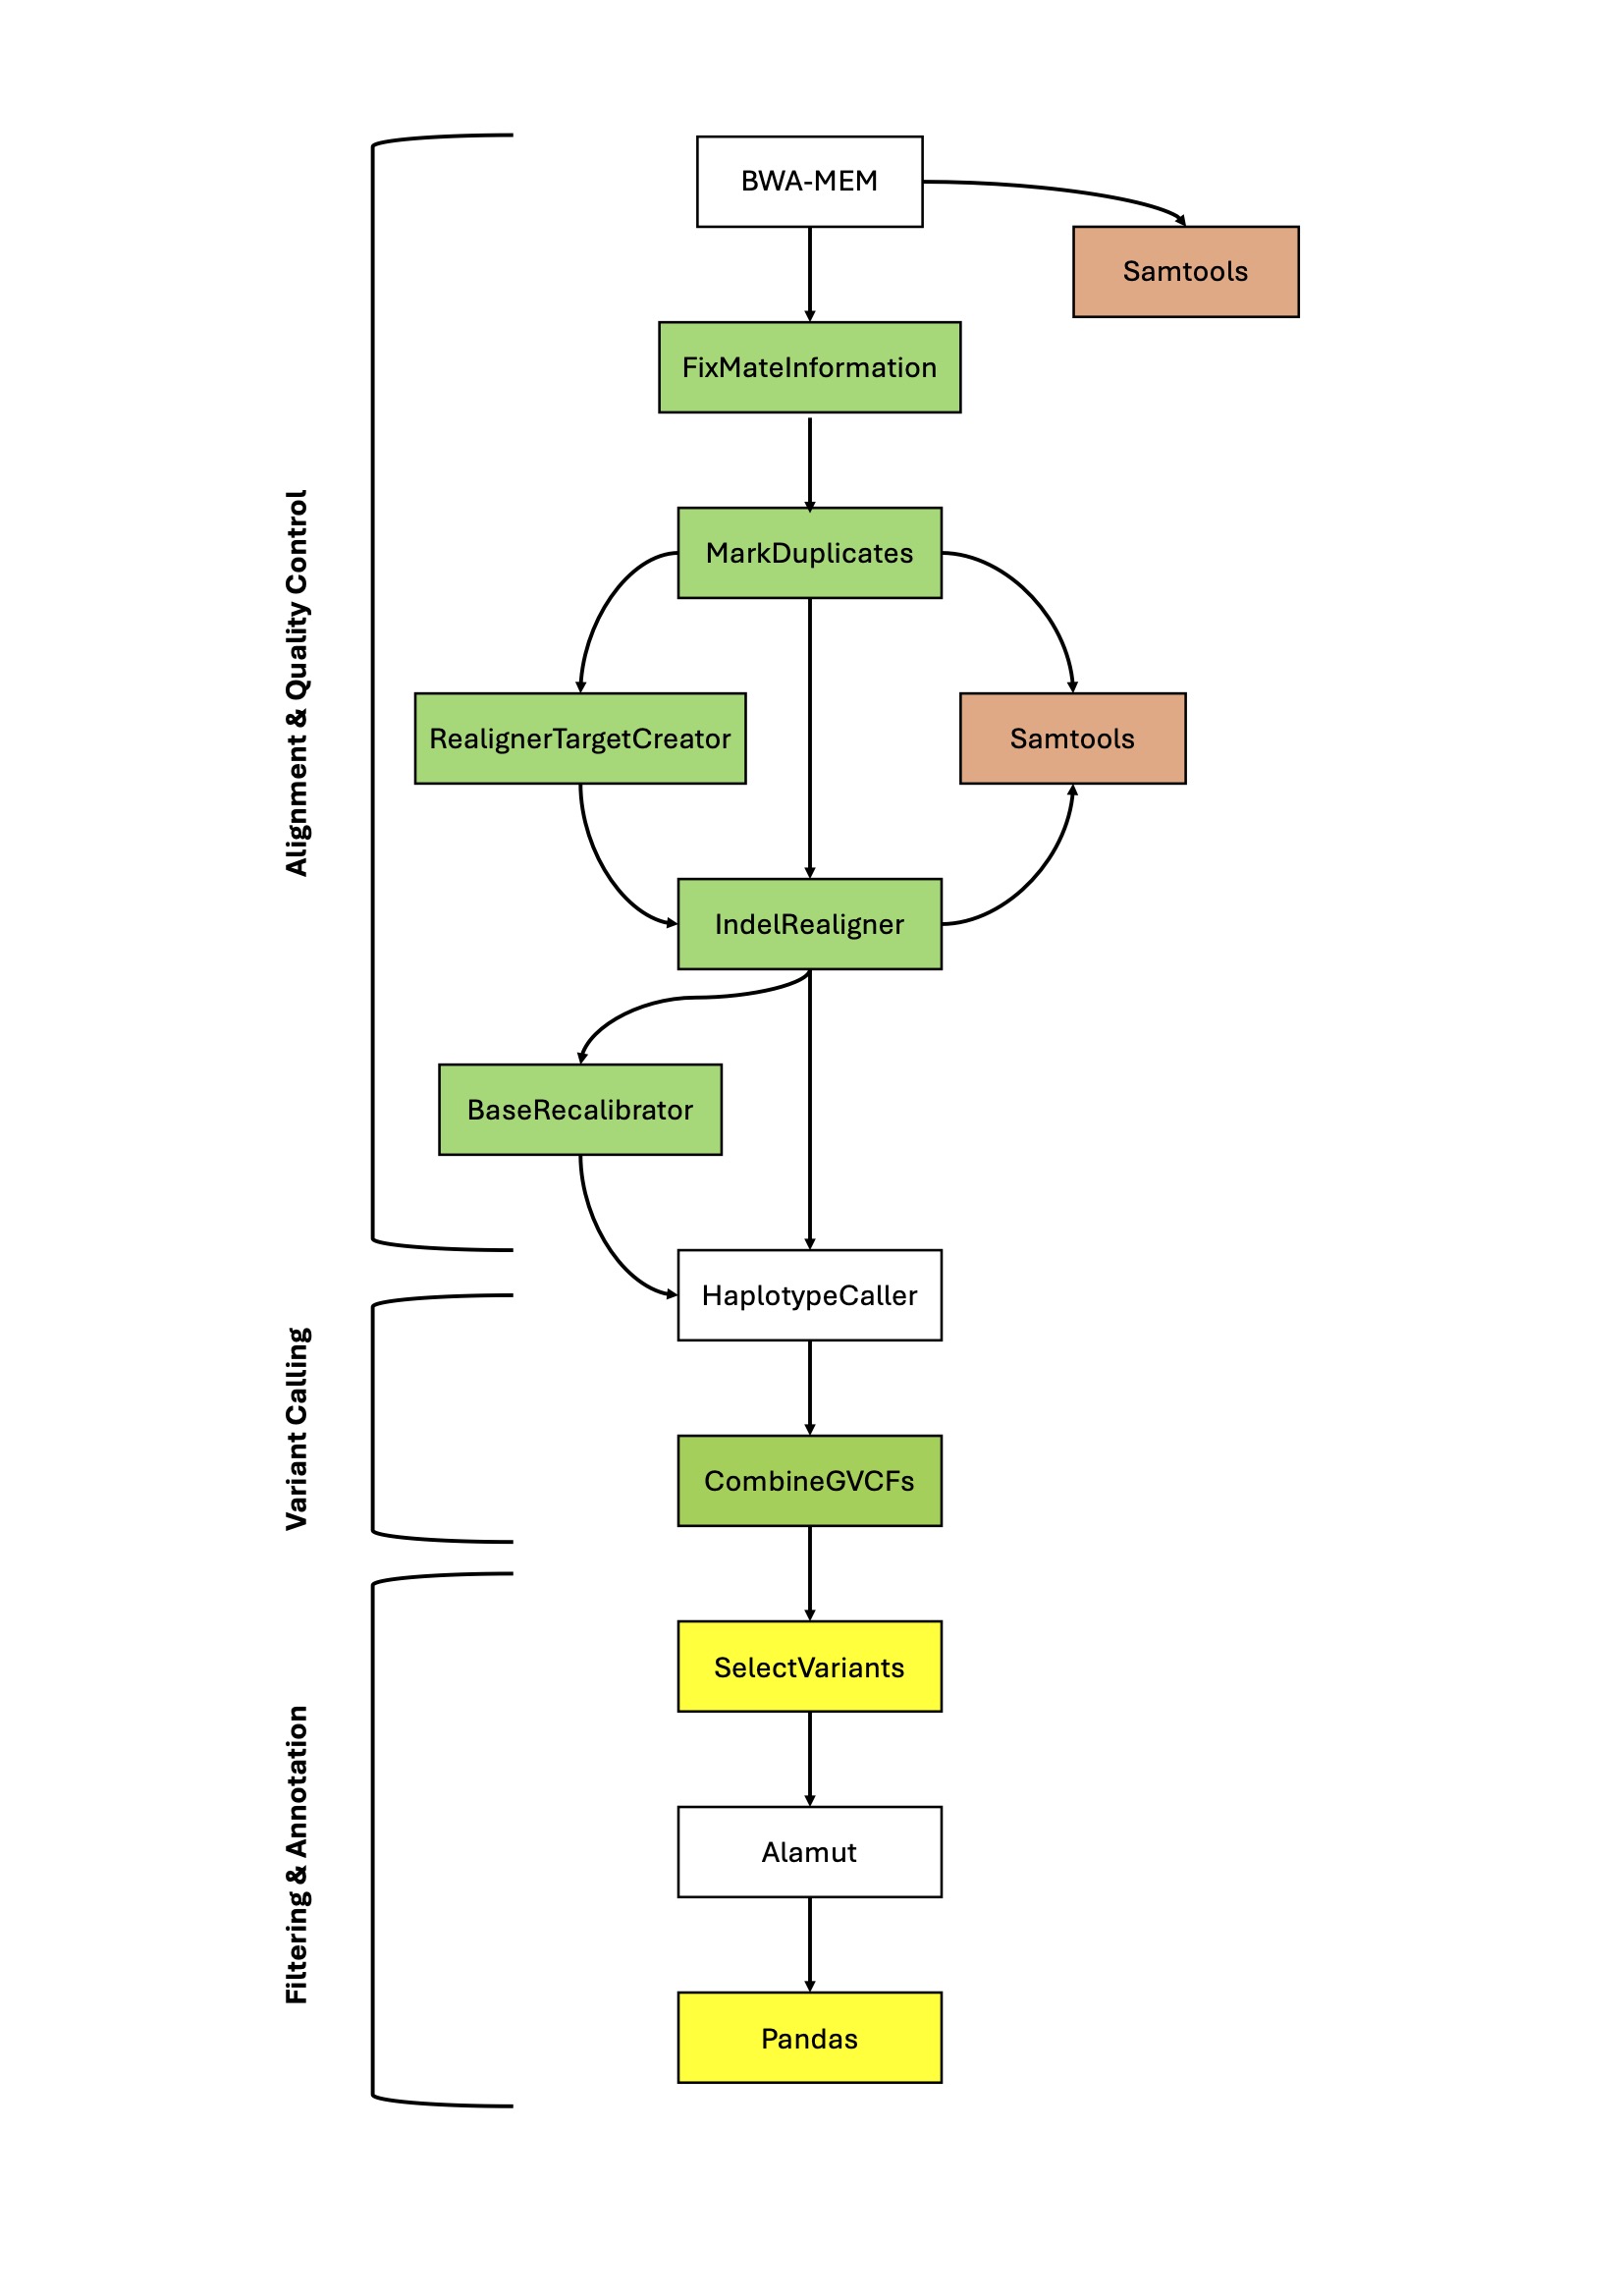 BWA-MEM
Samtools
FixMateInformation
MarkDuplicates
RealignerTargetCreator
Samtools
IndelRealigner
BaseRecalibrator
HaplotypeCaller
CombineGVCFs
SelectVariants
Alamut
Pandas
Alignment & Quality Control
Variant Calling
Filtering & Annotation